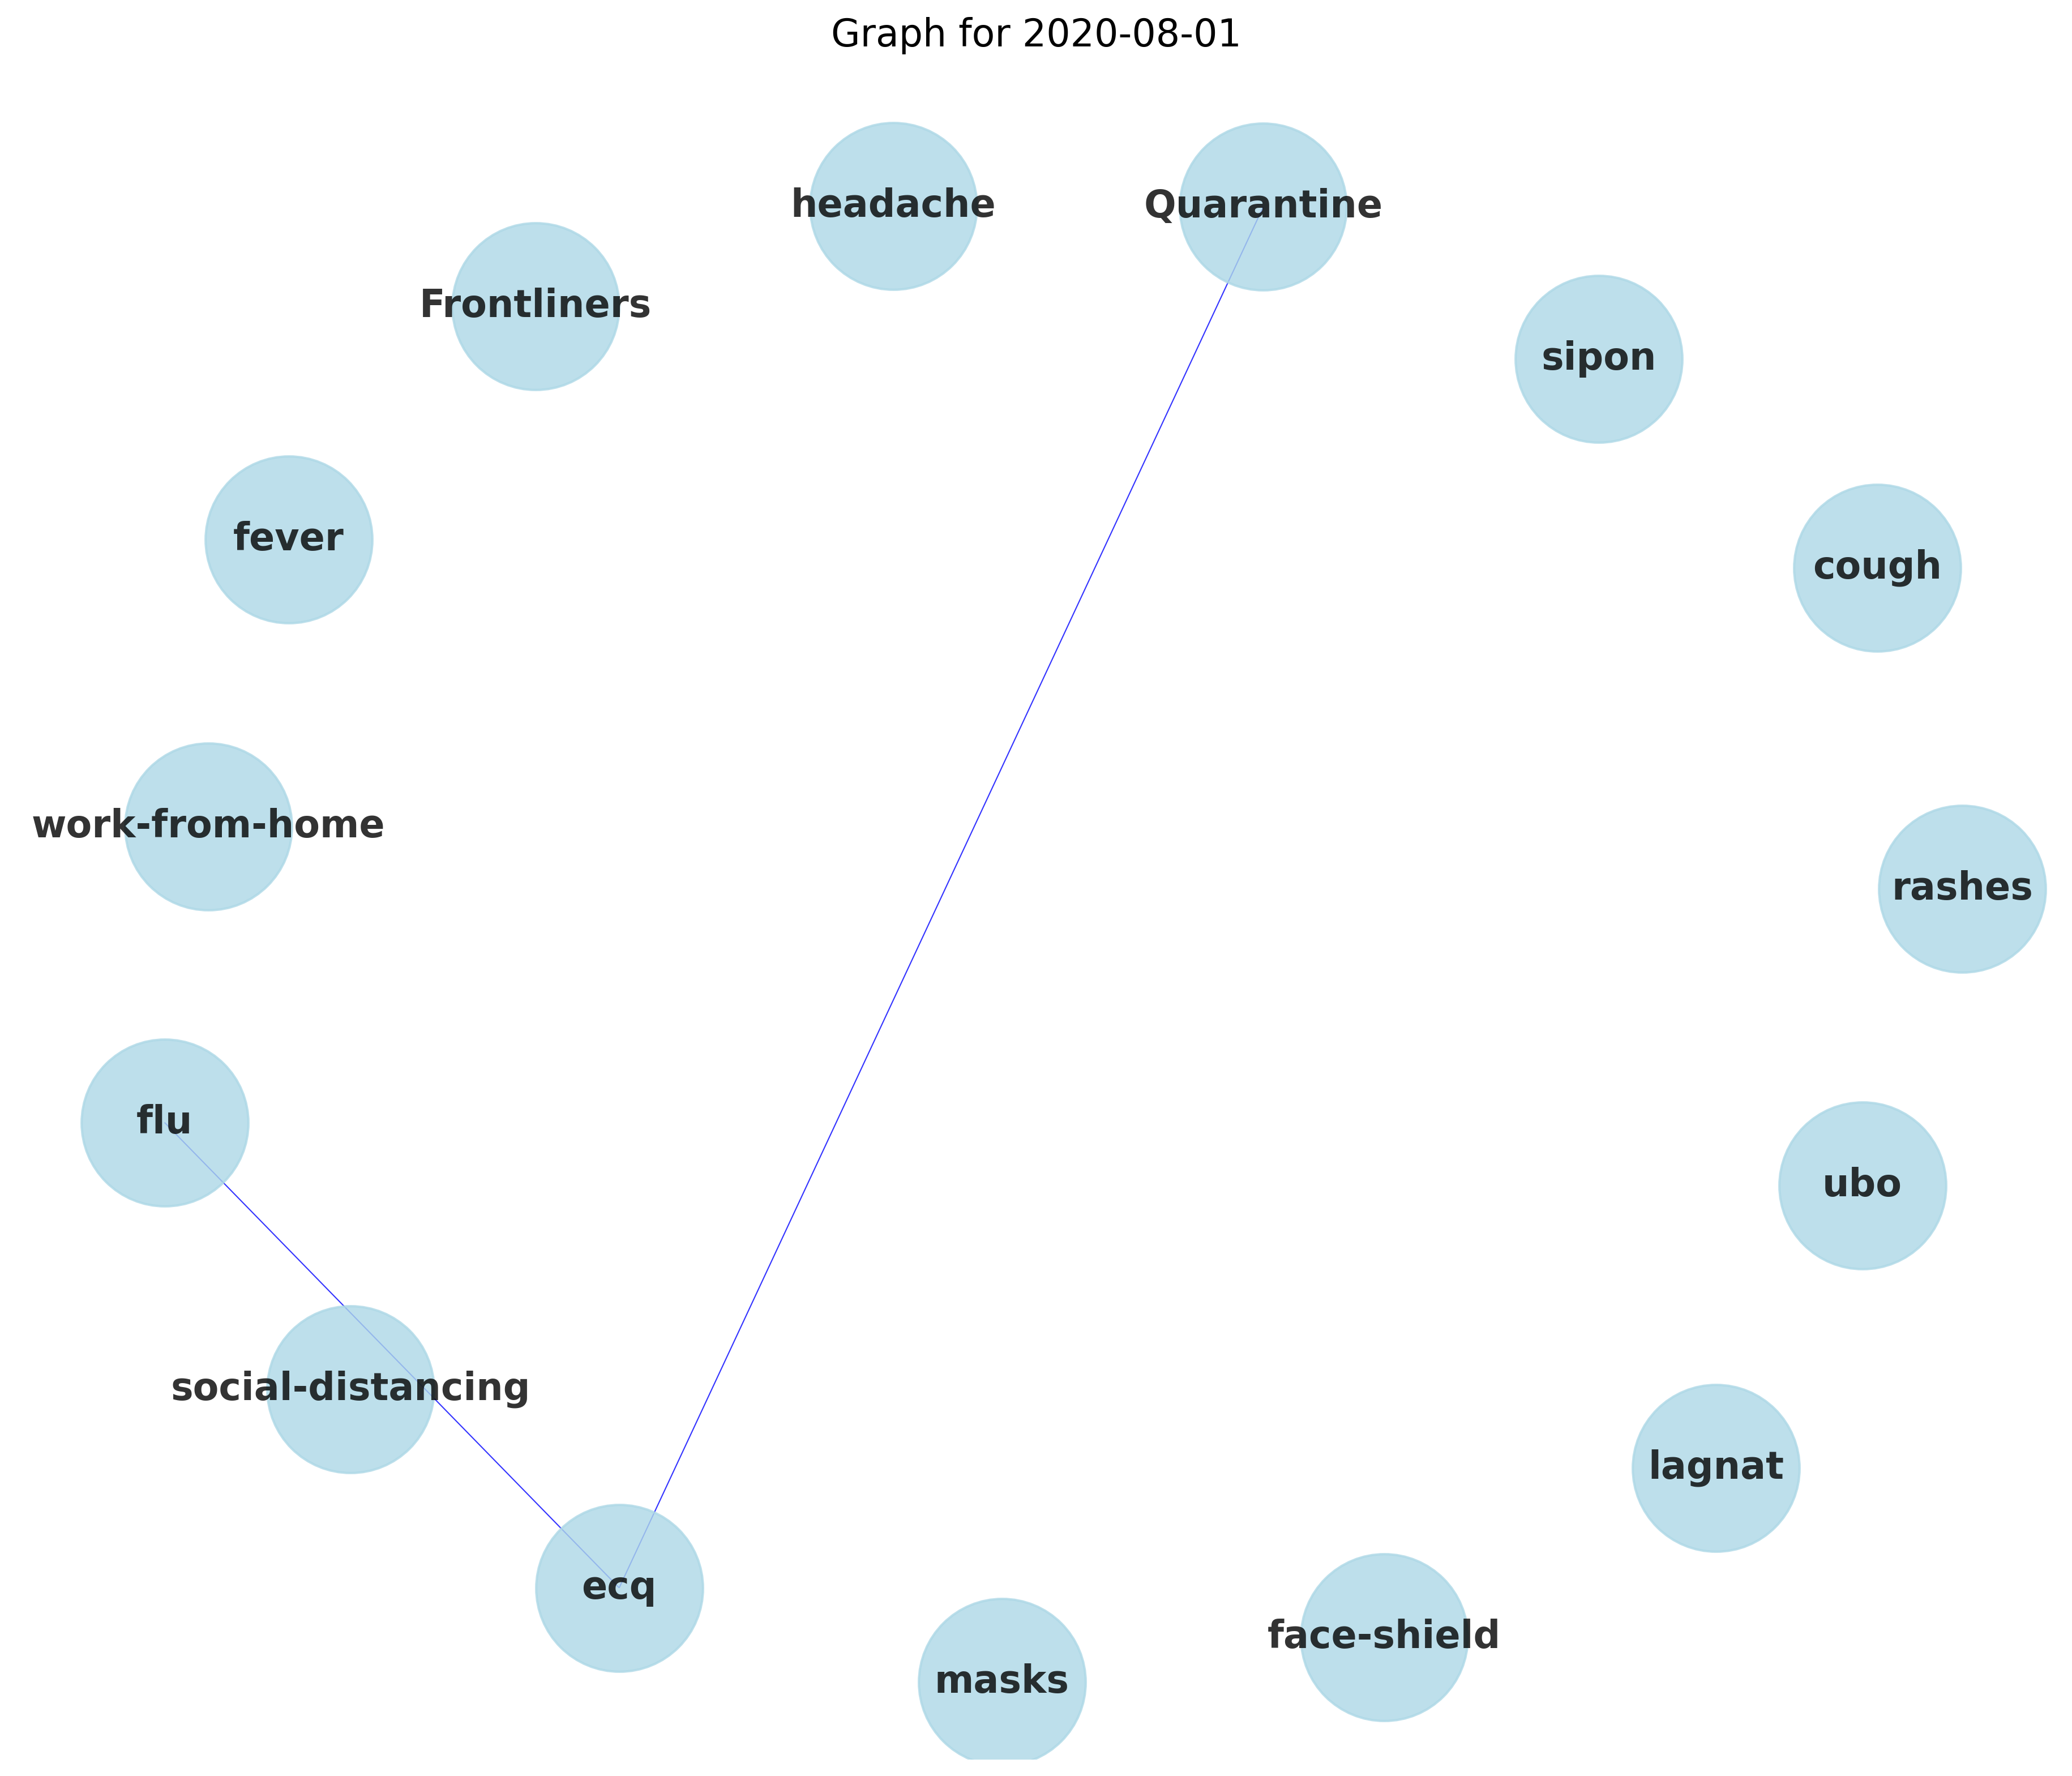 Graph for 2020-08-01
headache
Quarantine
Frontliners
sipon
fever
cough
work-from-home
rashes
flu
ubo
social-distancing
lagnat
ecq
face-shield
masks